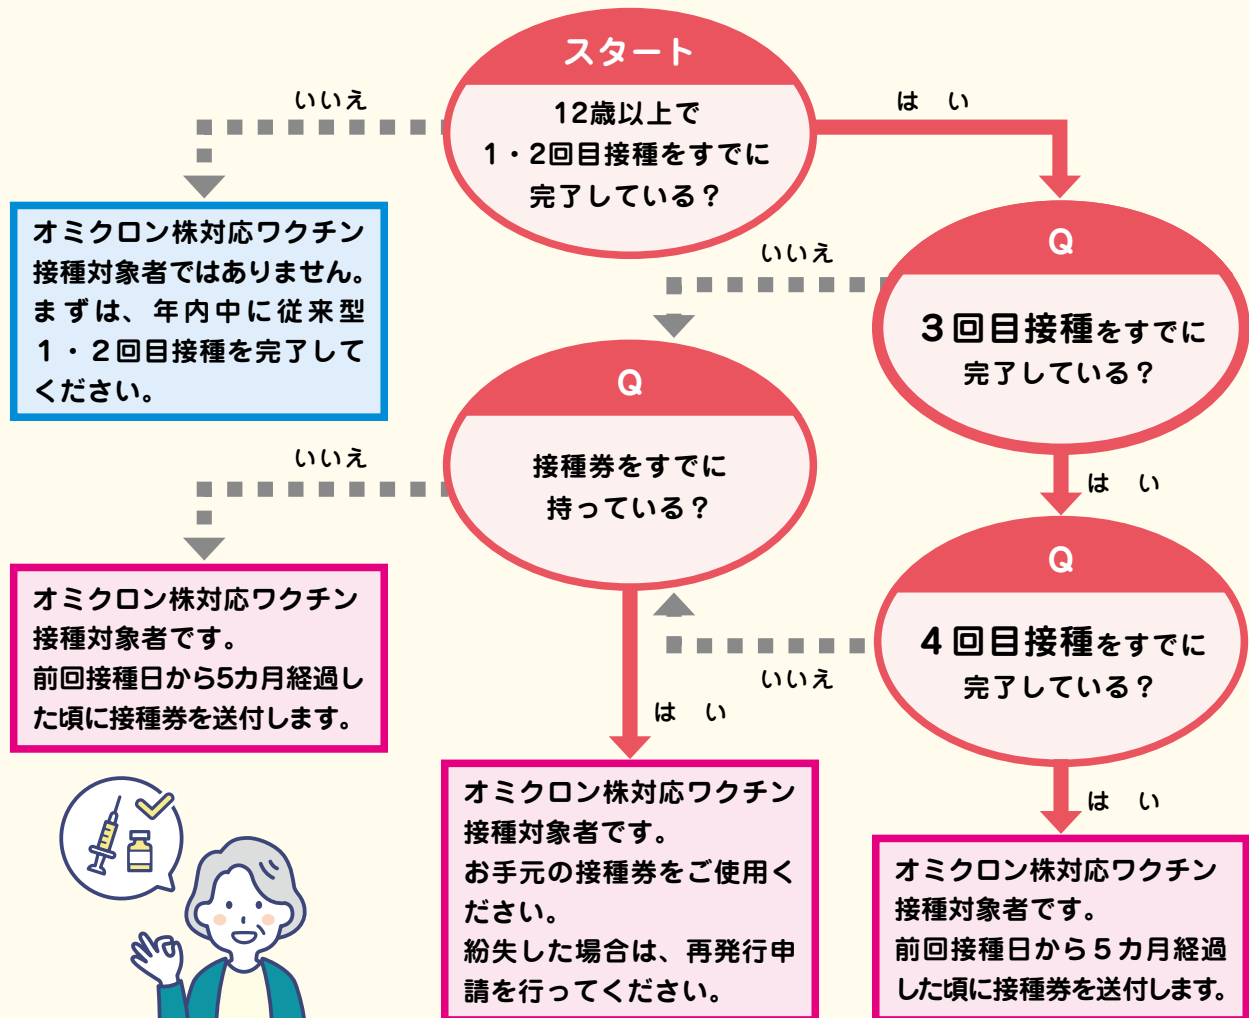 スタート
12歳以上で
1・2回目接種をすでに
完了している？
いいえ
は　い
オミクロン株対応ワクチン
接種対象者ではありません。
まずは、年内中に従来型
１・２回目接種を完了して
ください。
Q
３回目接種をすでに
完了している？
いいえ
は　い
Q
接種券をすでに
持っている？
いいえ
は　い
オミクロン株対応ワクチン
接種対象者です。
前回接種日から5カ月経過し
た頃に接種券を送付します。
Q
４回目接種をすでに
完了している？
いいえ
は　い
オミクロン株対応ワクチン
接種対象者です。
お手元の接種券をご使用く
ださい。
紛失した場合は、再発行申
請を行ってください。
オミクロン株対応ワクチン
接種対象者です。
前回接種日から５カ月経過
した頃に接種券を送付します。